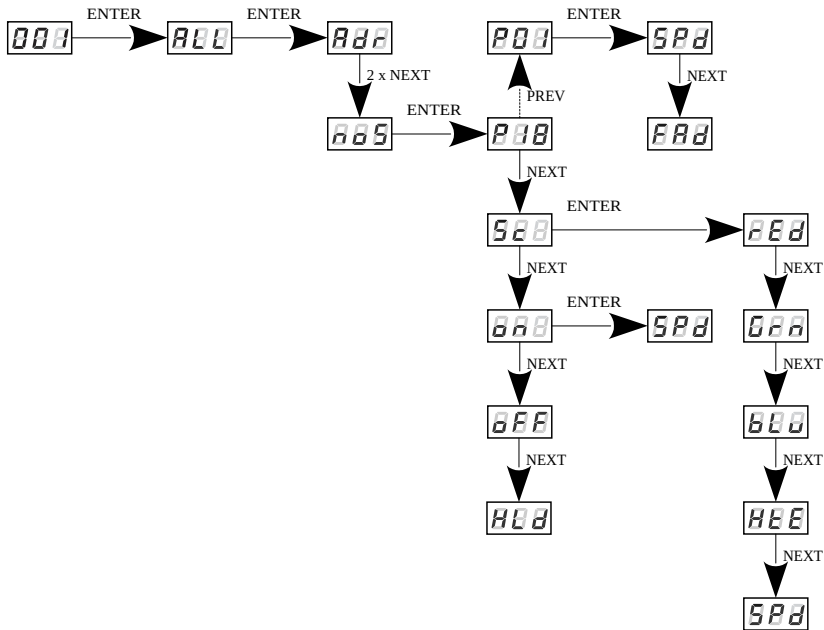 ENTER ENTER ENTER
001 ALL Adr P01 SPd
2 x NEXT NEXT
PREV
ENTER
noS P18 FAd
NEXT
ENTER
Sc rEd
NEXT NEXT
ENTER
on SPd Grn
NEXT NEXT
oFF bLu
NEXT NEXT
HLd HtE
NEXT
SPd